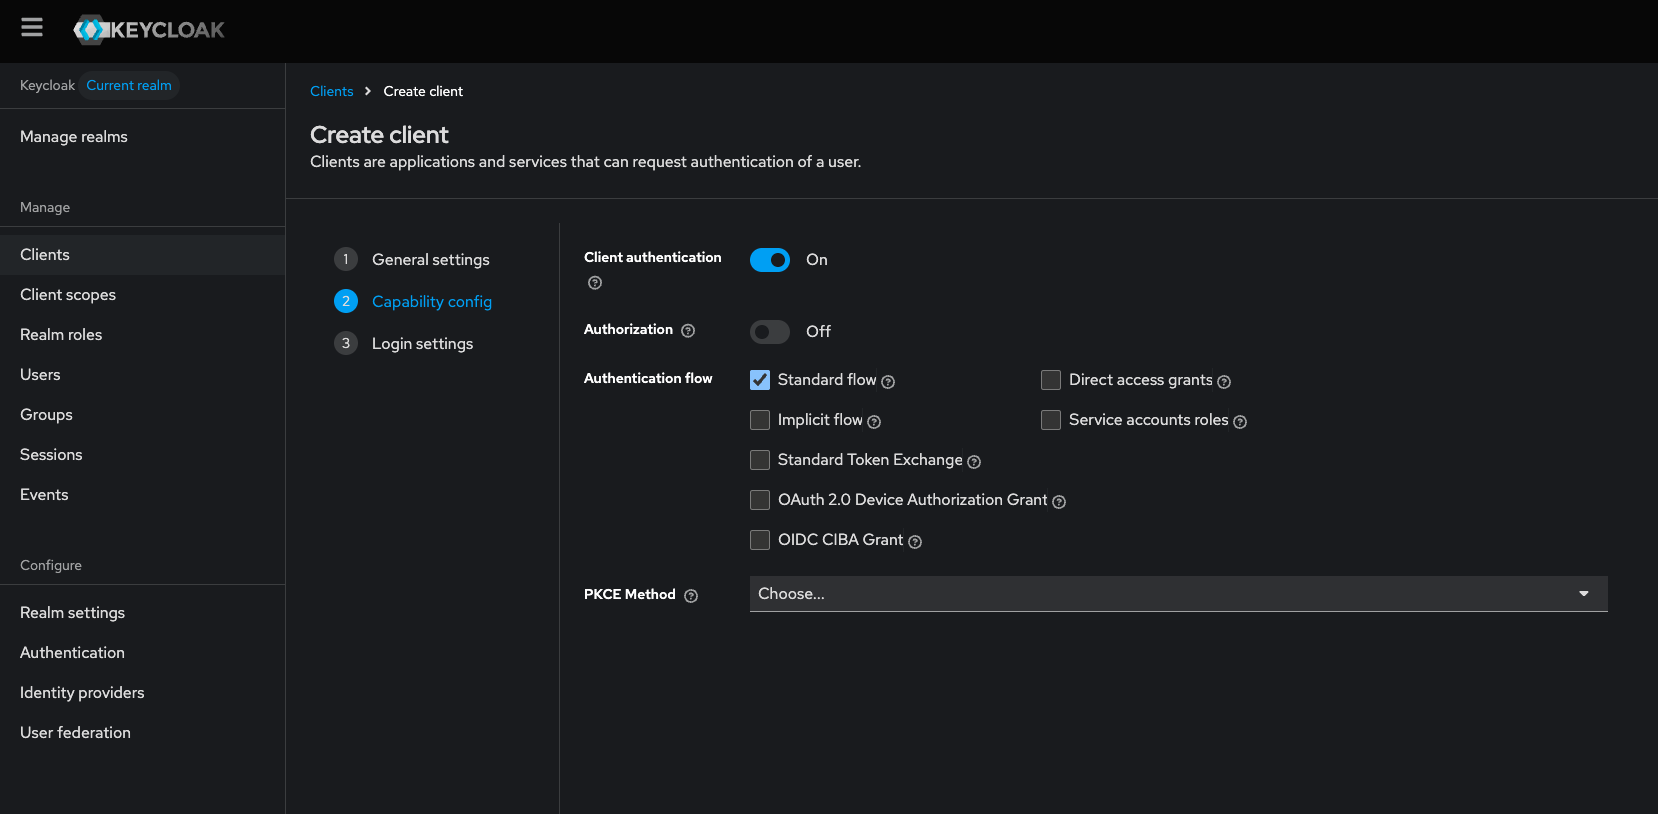 KEYCLOAK
Keycloak Current realm
Manage realms
Manage
Clients
Client scopes
Realm roles
Users
Groups
Sessions
Events
Configure
Realm settings
Authentication
Identity providers
User federation
Clients > Create client
Create client
Clients are applications and services that can request authentication of a user.
1 General settings
2 Capability config
3 Login settings
Client authentication ? On
Authorization ? Off
Authentication flow
Standard flow ? Direct access grants ?
Implicit flow ? Service accounts roles ?
Standard Token Exchange ?
OAuth 2.0 Device Authorization Grant ?
OIDC CIBA Grant ?
PKCE Method ? Choose...